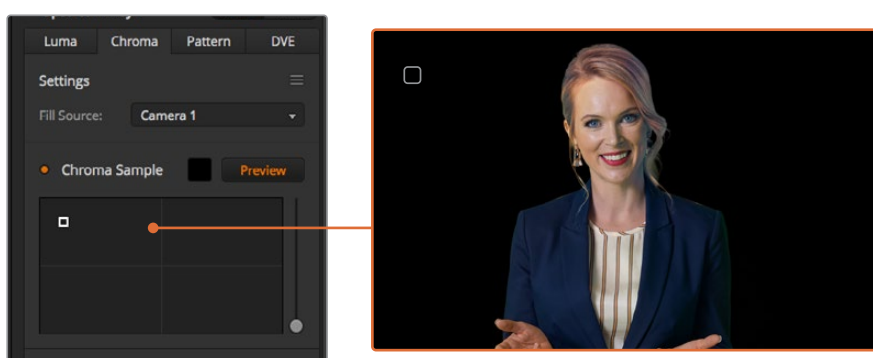 Luma Chroma Pattern DVE
Settings
Fill Source: Camera 1
Chroma Sample Preview